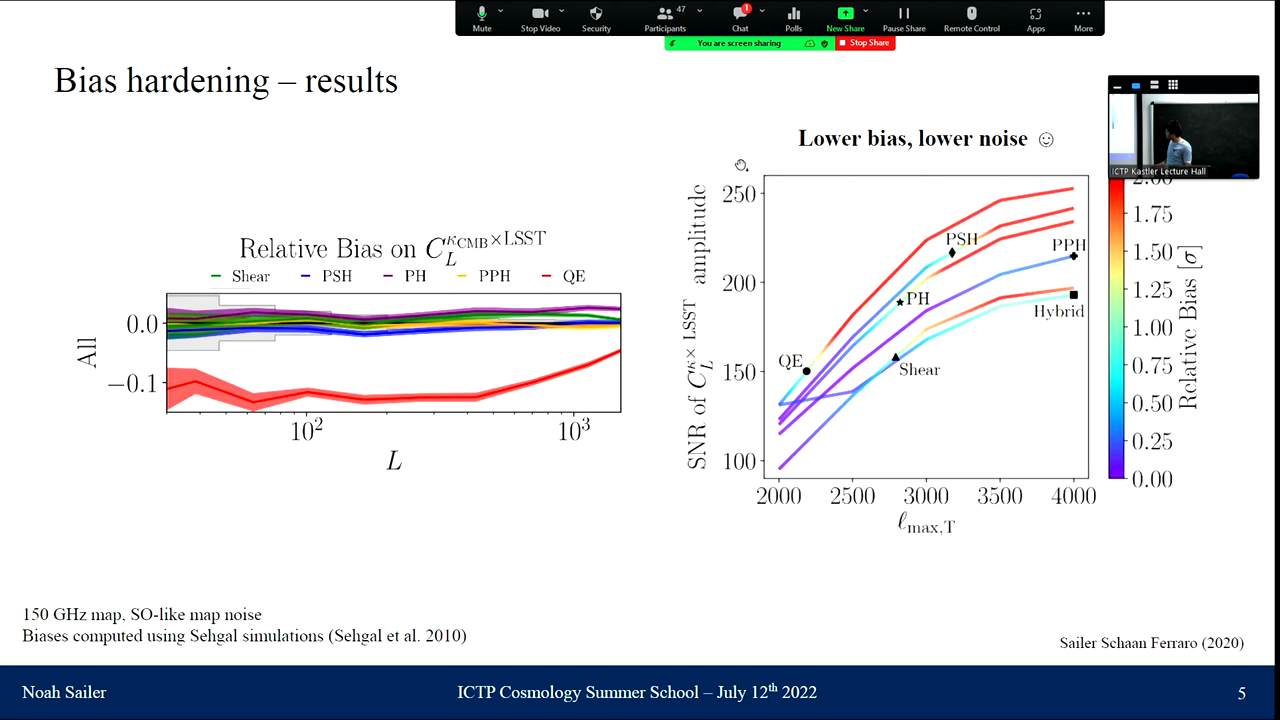 47
1
Mute
Stop Video
Security
Participants
Chat
Polls
New Share
Pause Share
Remote Control
Apps
More
You are screen sharing
Stop Share
Bias hardening – results
Lower bias, lower noise ☺
ICTP Kastler Lecture Hall
Relative Bias on C_L^{κ_CMB×LSST}
Shear
PSH
PH
PPH
QE
All
0.0
−0.1
10²
10³
L
SNR of C_L^{κ×LSST} amplitude
250
200
150
100
PSH
PPH
PH
Hybrid
QE
Shear
2000
2500
3000
3500
4000
ℓ_max,T
2.00
1.75
1.50
1.25
1.00
0.75
0.50
0.25
0.00
Relative Bias [σ]
150 GHz map, SO-like map noise
Biases computed using Sehgal simulations (Sehgal et al. 2010)
Sailer Schaan Ferraro (2020)
Noah Sailer
ICTP Cosmology Summer School – July 12th 2022
5